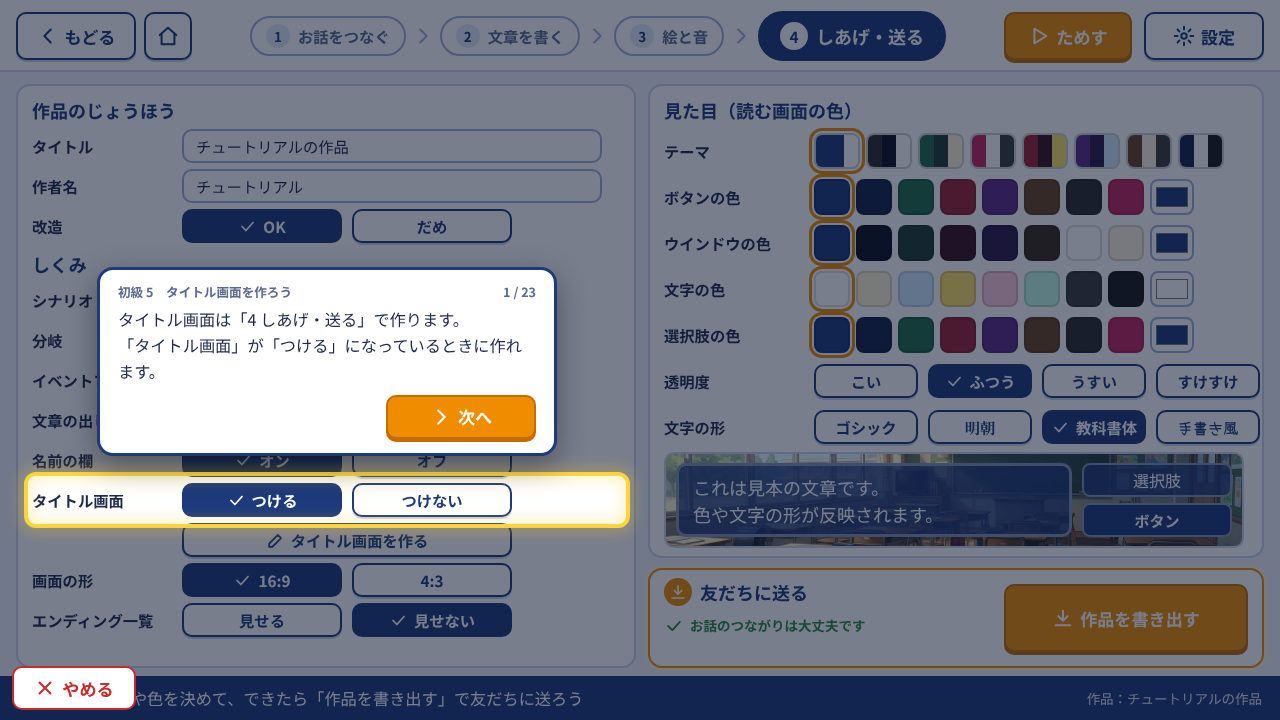 もどる
1 お話をつなぐ
2 文章を書く
3 絵と音
4 しあげ・送る
ためす
設定
作品のじょうほう
タイトル チュートリアルの作品
作者名 チュートリアル
改造 OK だめ
しくみ
シナリオ
分岐
イベント
文章の出
名前の欄 オン オフ
初級 5 タイトル画面を作ろう 1 / 23
タイトル画面は「4 しあげ・送る」で作ります。
「タイトル画面」が「つける」になっているときに作れ
ます。
次へ
タイトル画面 つける つけない
タイトル画面を作る
画面の形 16:9 4:3
エンディング一覧 見せる 見せない
見た目（読む画面の色）
テーマ
ボタンの色
ウインドウの色
文字の色
選択肢の色
透明度 こい ふつう うすい すけすけ
文字の形 ゴシック 明朝 教科書体 手書き風
これは見本の文章です。
色や文字の形が反映されます。
選択肢
ボタン
友だちに送る
お話のつながりは大丈夫です
作品を書き出す
やめる
や色を決めて、できたら「作品を書き出す」で友だちに送ろう
作品：チュートリアルの作品